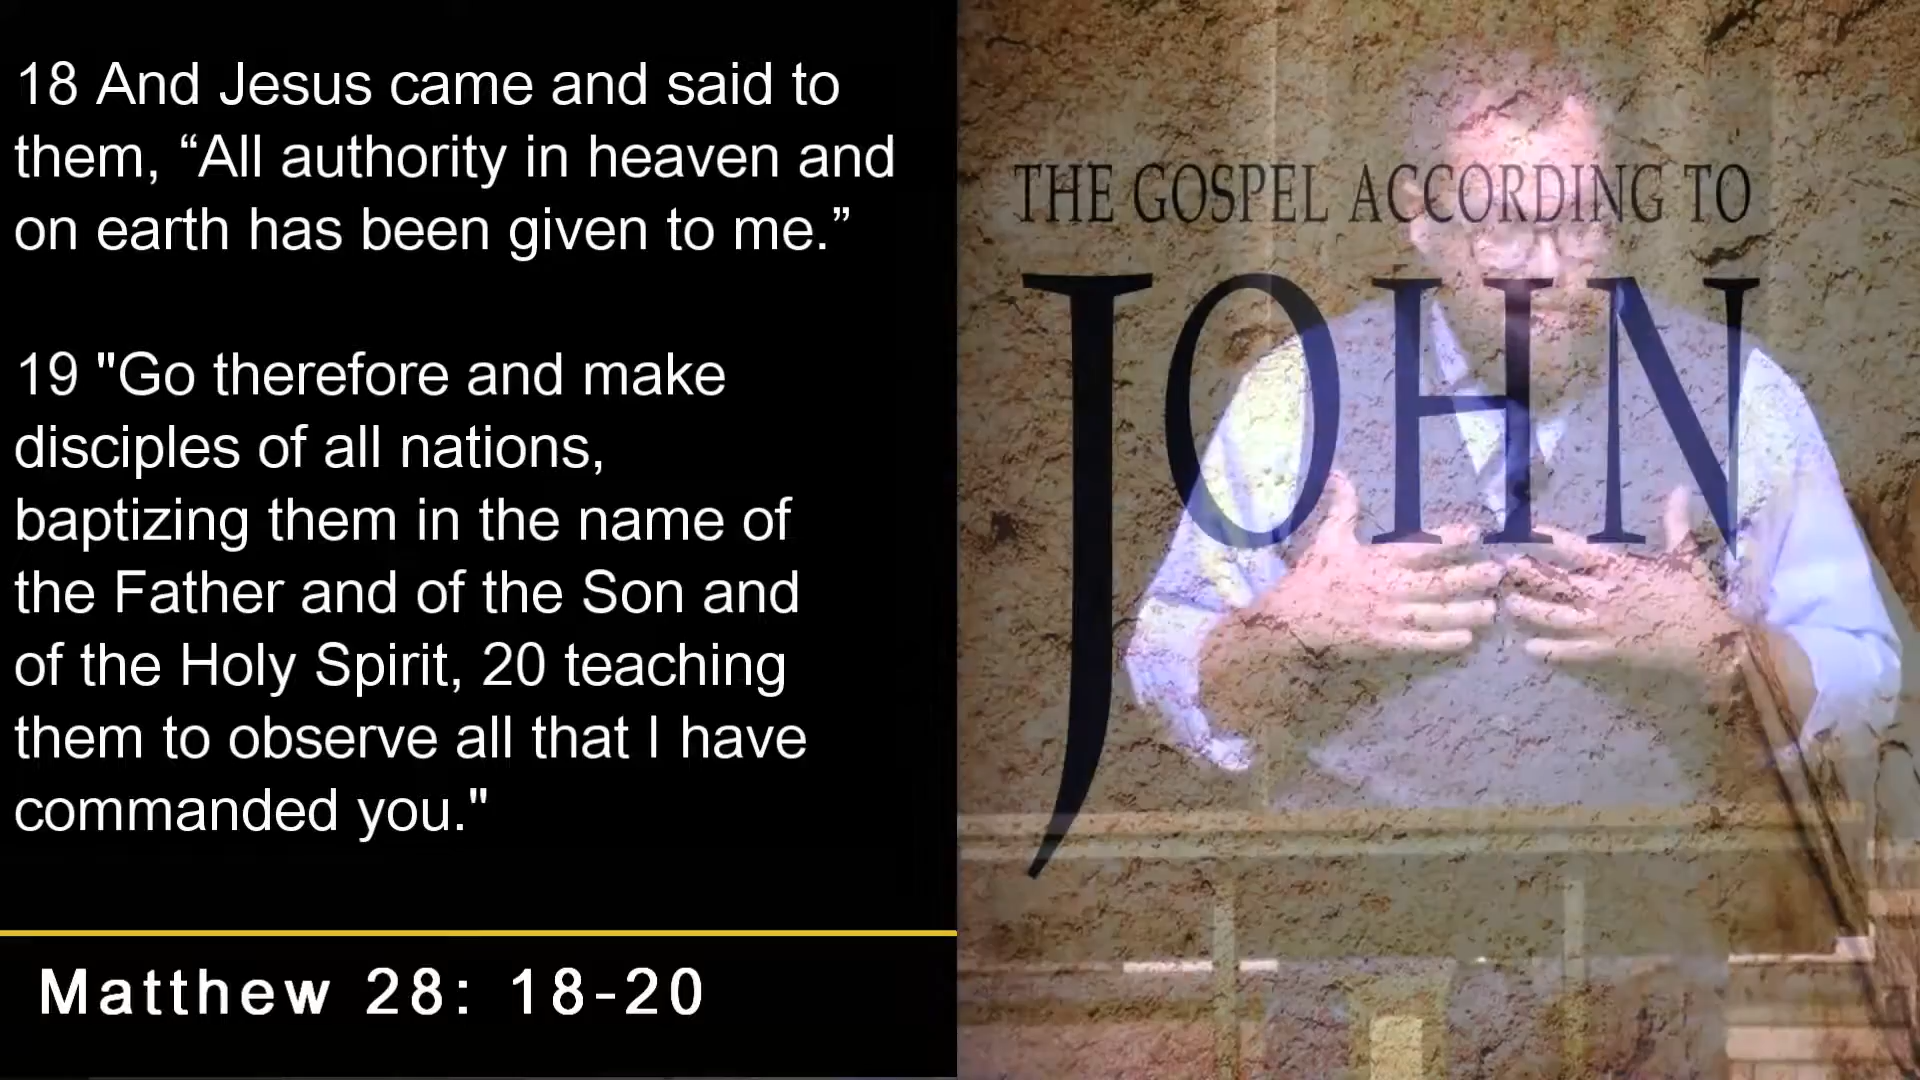 18 And Jesus came and said to
them, “All authority in heaven and
on earth has been given to me.”
19 "Go therefore and make
disciples of all nations,
baptizing them in the name of
the Father and of the Son and
of the Holy Spirit, 20 teaching
them to observe all that I have
commanded you."
Matthew 28: 18-20
THE GOSPEL ACCORDING TO
JOHN